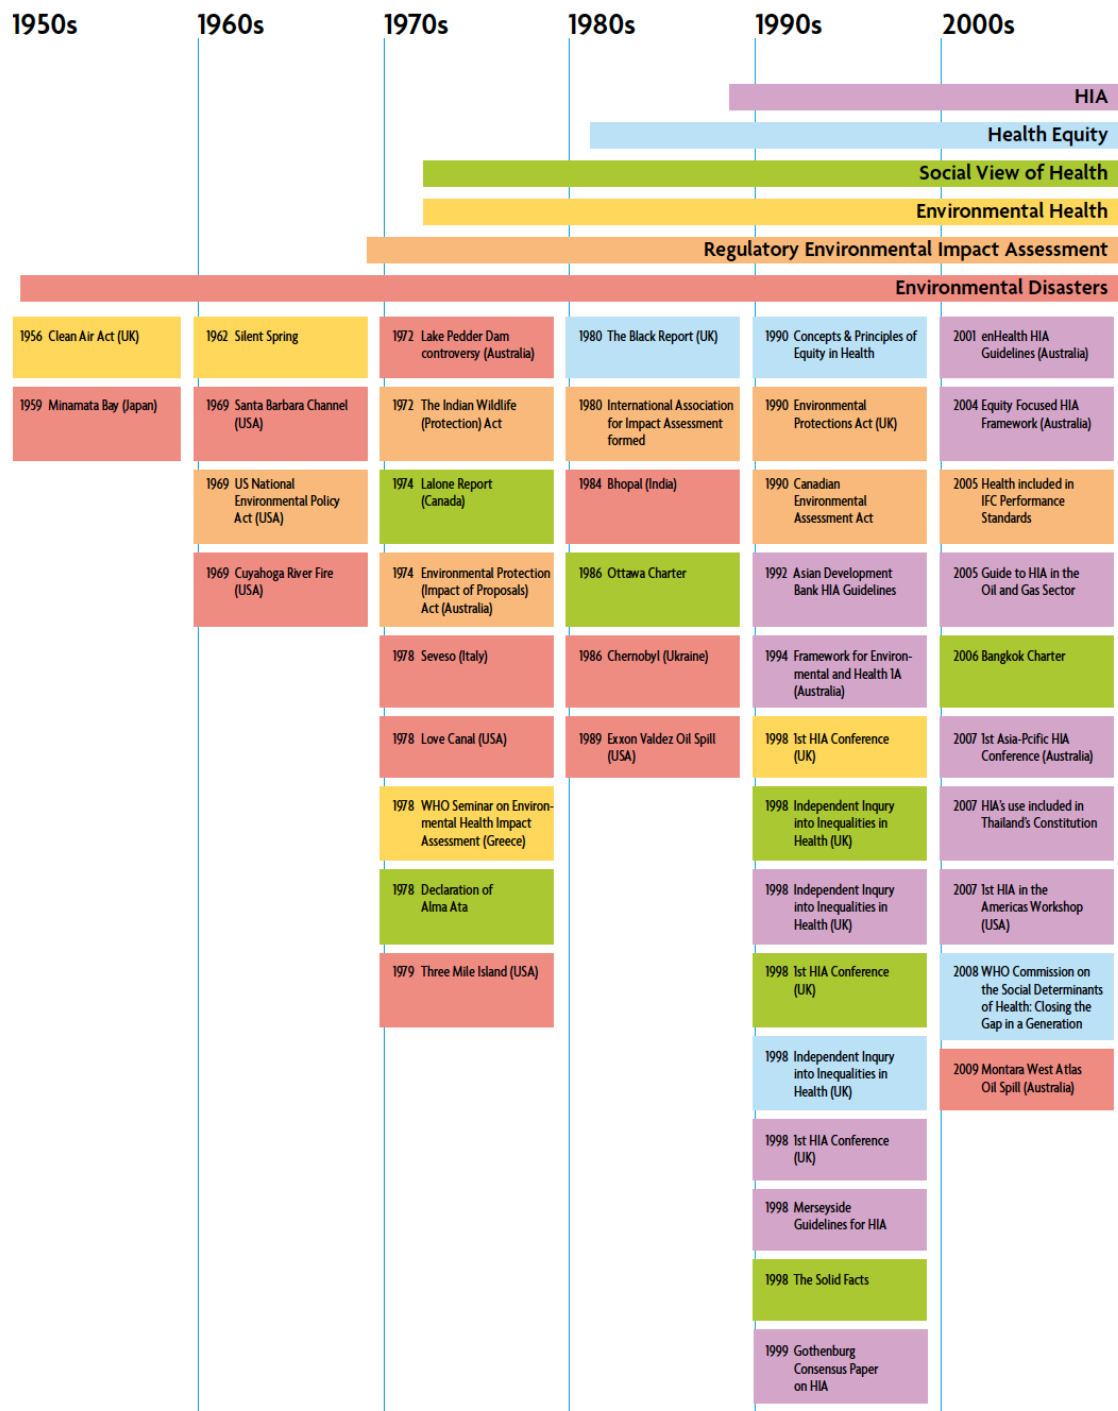 1950s
1960s
1970s
1980s
1990s
2000s
HIA
Health Equity
Social View of Health
Environmental Health
Regulatory Environmental Impact Assessment
Environmental Disasters
1956 Clean Air Act (UK)
1959 Minamata Bay (Japan)
1962 Silent Spring
1969 Santa Barbara Channel
(USA)
1969 US National
Environmental Policy
Act (USA)
1969 Cuyahoga River Fire
(USA)
1972 Lake Pedder Dam
controversy (Australia)
1972 The Indian Wildlife
(Protection) Act
1974 Lalone Report
(Canada)
1974 Environmental Protection
(Impact of Proposals)
Act (Australia)
1978 Seveso (Italy)
1978 Love Canal (USA)
1978 WHO Seminar on Environ-
mental Health Impact
Assessment (Greece)
1978 Declaration of
Alma Ata
1979 Three Mile Island (USA)
1980 The Black Report (UK)
1980 International Association
for Impact Assessment
formed
1984 Bhopal (India)
1986 Ottawa Charter
1986 Chernobyl (Ukraine)
1989 Exxon Valdez Oil Spill
(USA)
1990 Concepts & Principles of
Equity in Health
1990 Environmental
Protections Act (UK)
1990 Canadian
Environmental
Assessment Act
1992 Asian Development
Bank HIA Guidelines
1994 Framework for Environ-
mental and Health 1A
(Australia)
1998 1st HIA Conference
(UK)
1998 Independent Inqury
into Inequalities in
Health (UK)
1998 Independent Inqury
into Inequalities in
Health (UK)
1998 1st HIA Conference
(UK)
1998 Independent Inqury
into Inequalities in
Health (UK)
1998 1st HIA Conference
(UK)
1998 Merseyside
Guidelines for HIA
1998 The Solid Facts
1999 Gothenburg
Consensus Paper
on HIA
2001 enHealth HIA
Guidelines (Australia)
2004 Equity Focused HIA
Framework (Australia)
2005 Health included in
IFC Performance
Standards
2005 Guide to HIA in the
Oil and Gas Sector
2006 Bangkok Charter
2007 1st Asia-Pcific HIA
Conference (Australia)
2007 HIA's use included in
Thailand's Constitution
2007 1st HIA in the
Americas Workshop
(USA)
2008 WHO Commission on
the Social Determinants
of Health: Closing the
Gap in a Generation
2009 Montara West Atlas
Oil Spill (Australia)